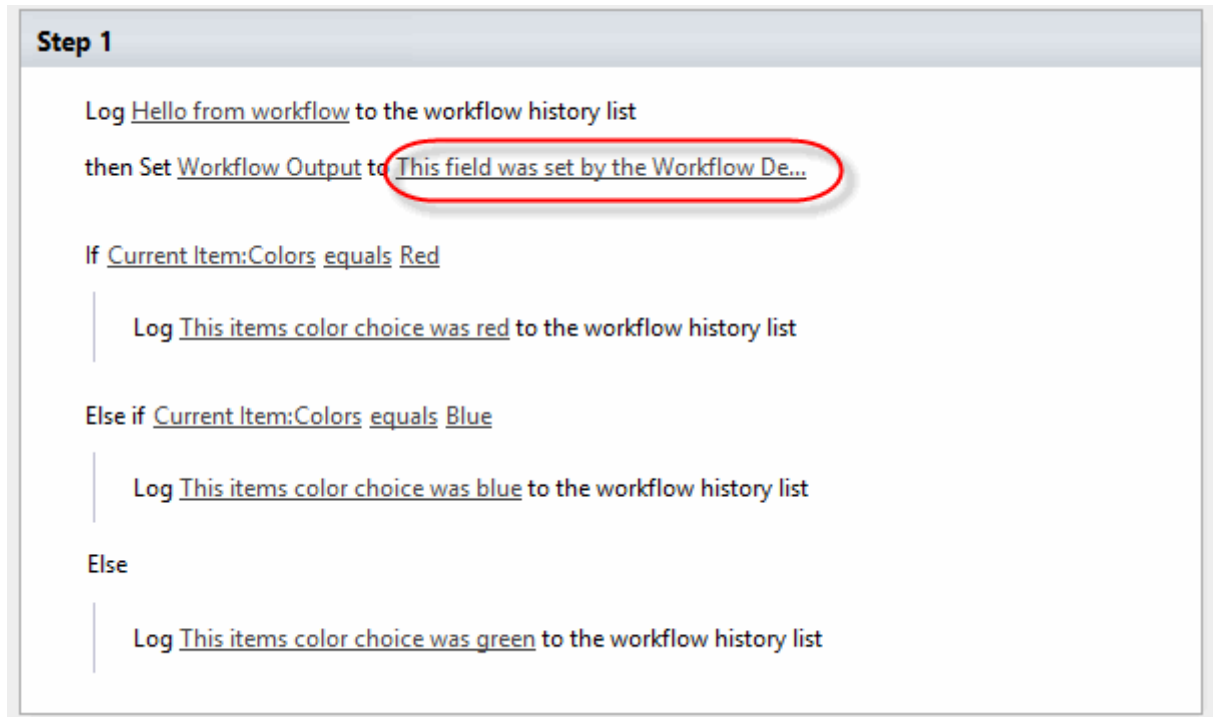 Step 1
Log Hello from workflow to the workflow history list
then Set Workflow Output to This field was set by the Workflow De...
If Current Item:Colors equals Red
Log This items color choice was red to the workflow history list
Else if Current Item:Colors equals Blue
Log This items color choice was blue to the workflow history list
Else
Log This items color choice was green to the workflow history list